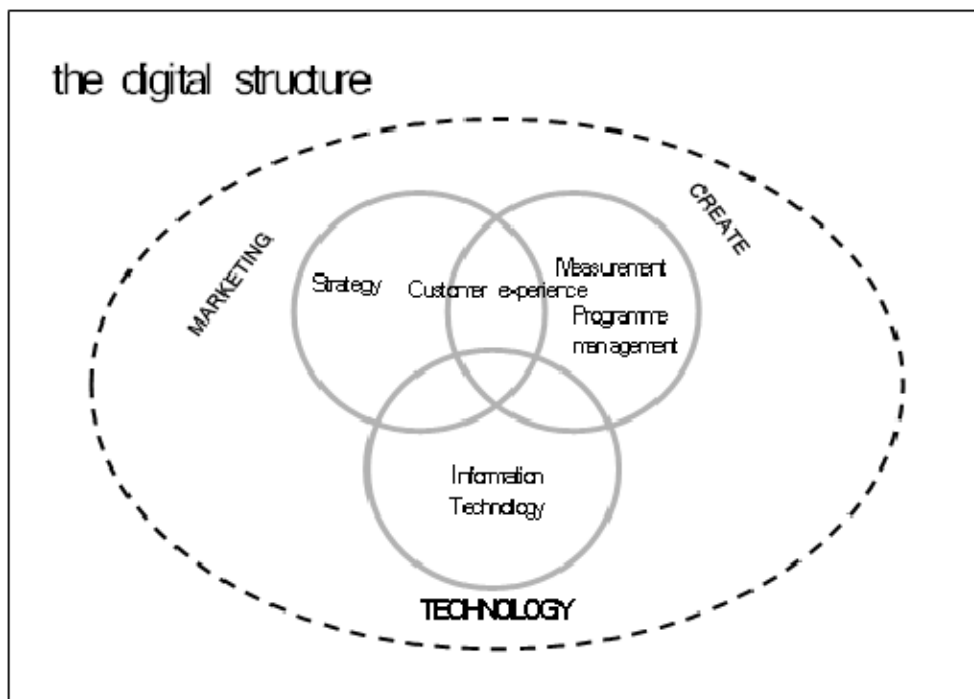 the digital structure
MARKETING
CREATE
Strategy
Customer experience
Measurement
Programme
management
Information
Technology
TECHNOLOGY